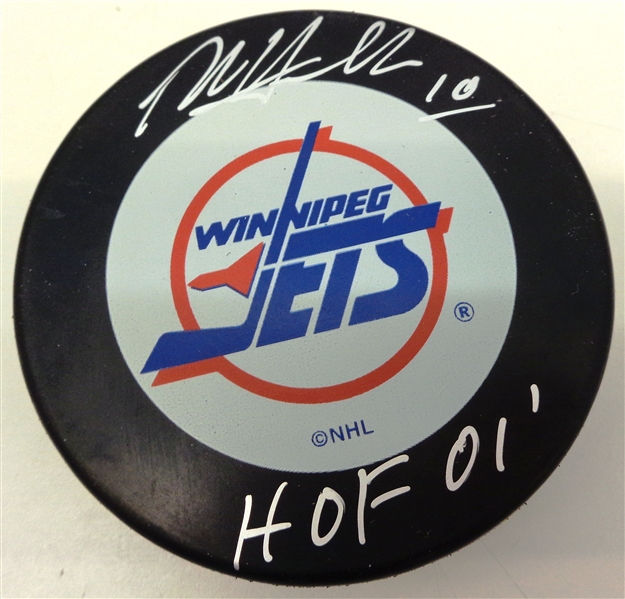 10
WINNIPEG
JETS
®
©NHL
HOF 01'